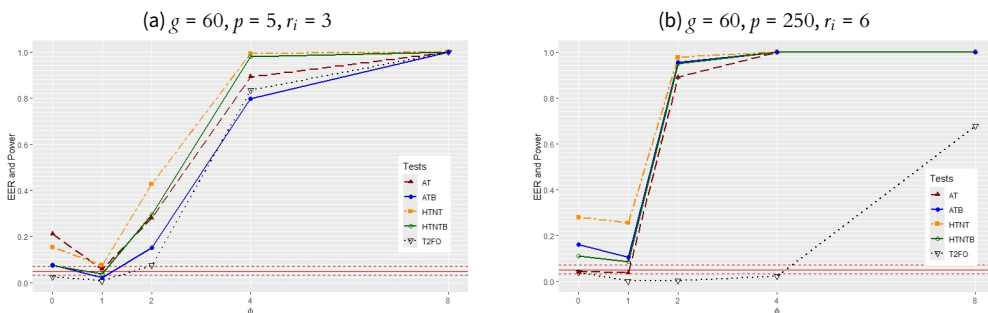 (a) g = 60, p = 5, rᵢ = 3
EER and Power
1.0
0.8
0.6
0.4
0.2
0.0
0 1 2 4 8
ϕ
Tests
AT
ATB
HTNT
HTNTB
T2FO
(b) g = 60, p = 250, rᵢ = 6
EER and Power
1.0
0.8
0.6
0.4
0.2
0.0
0 1 2 4 8
ϕ
Tests
AT
ATB
HTNT
HTNTB
T2FO